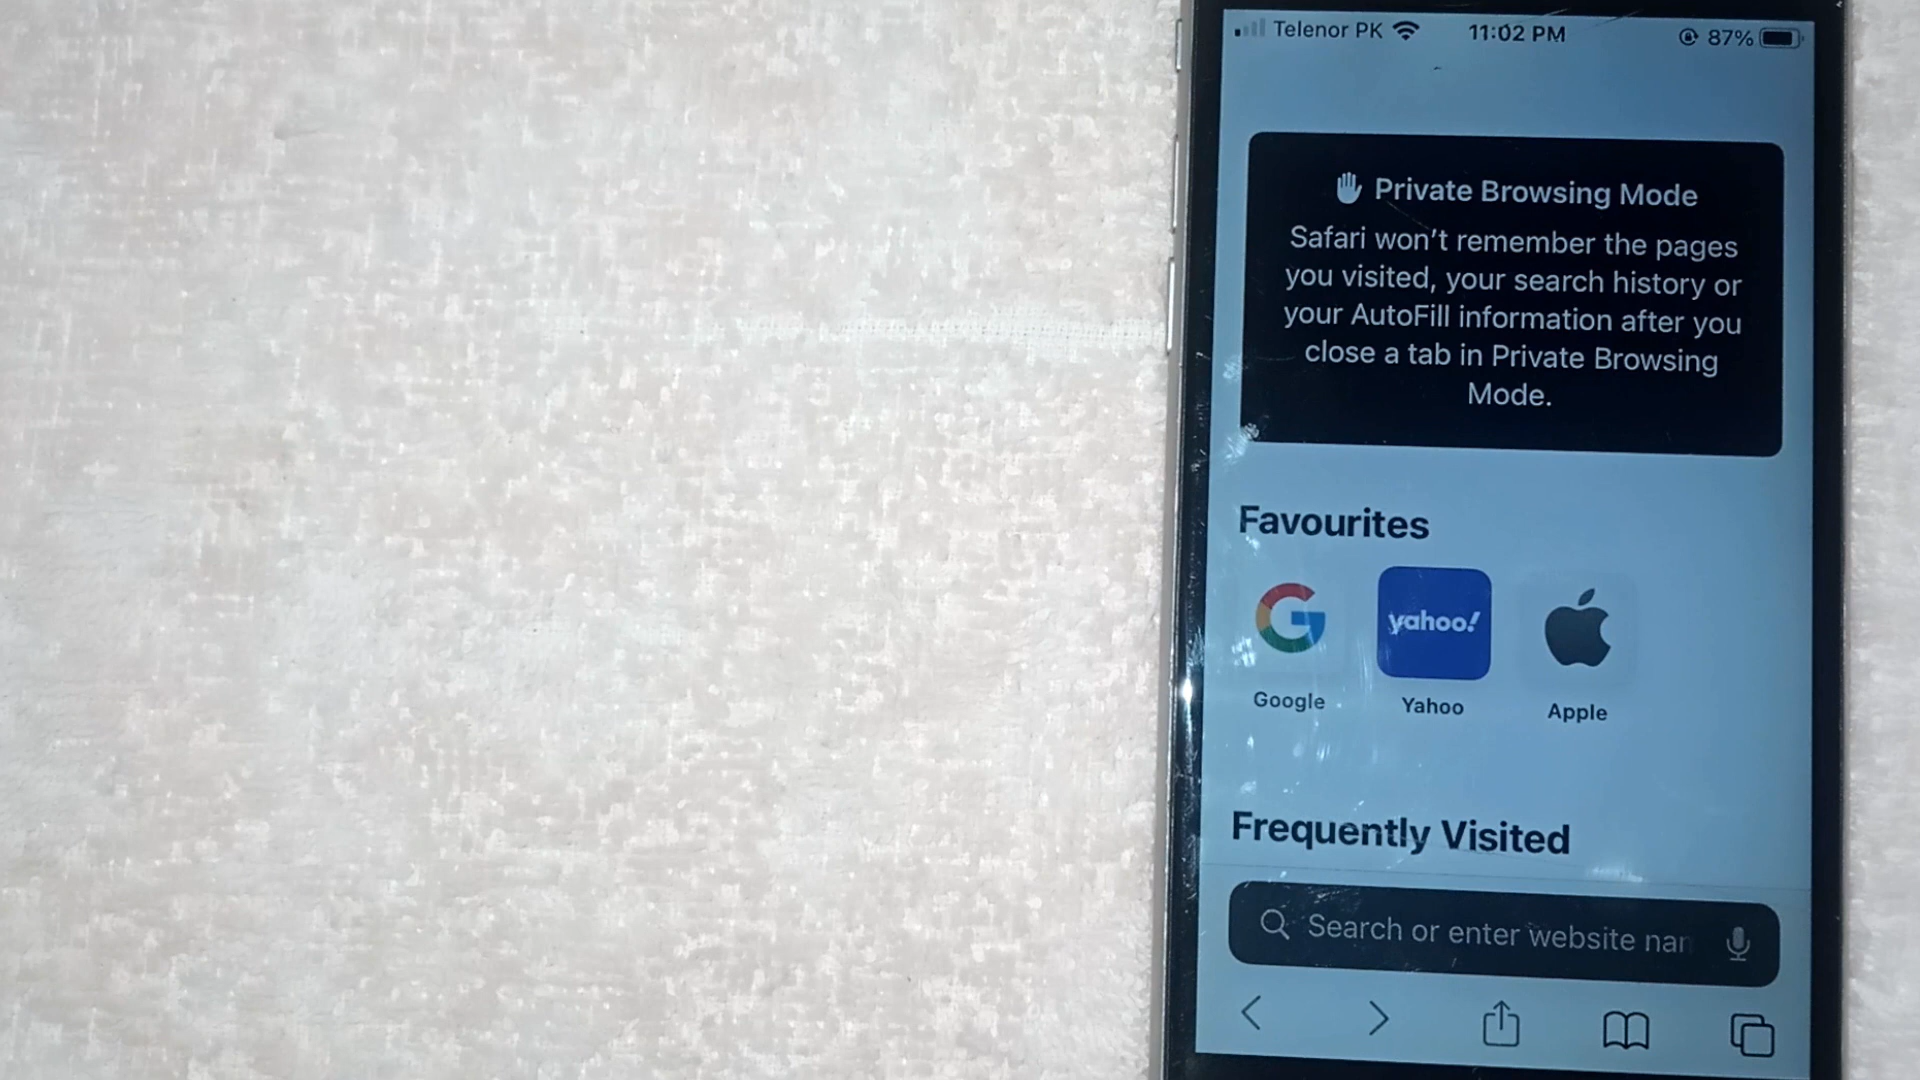 Telenor PK 11:02 PM 87%
Private Browsing Mode
Safari won't remember the pages
you visited, your search history or
your AutoFill information after you
close a tab in Private Browsing
Mode.
Favourites
yahoo!
Google Yahoo Apple
Frequently Visited
Search or enter website nar